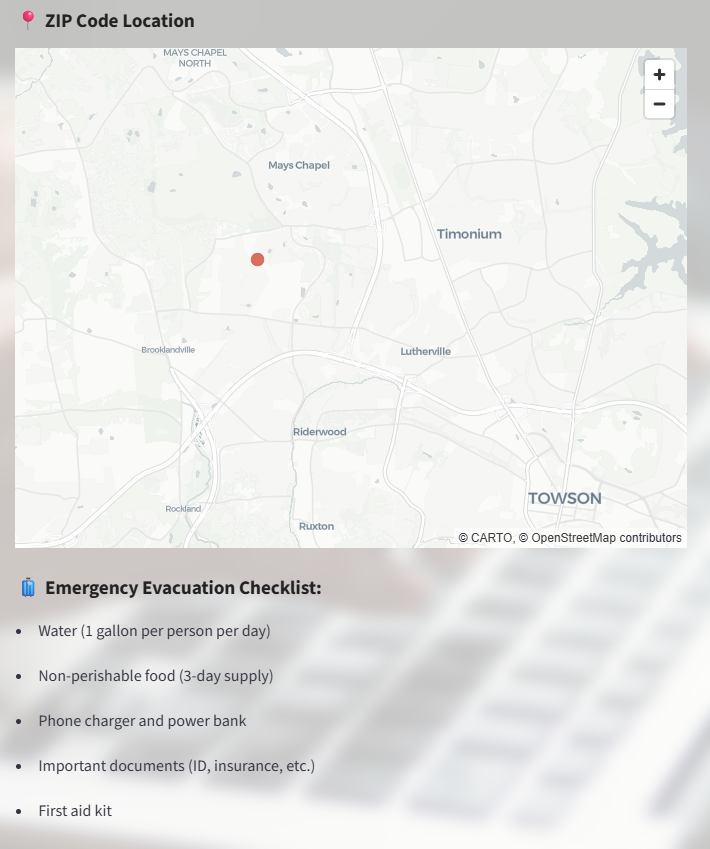 📍 ZIP Code Location
MAYS CHAPEL
NORTH
+
−
Mays Chapel
Timonium
Brooklandville
Lutherville
Riderwood
TOWSON
Rockland
Ruxton
© CARTO, © OpenStreetMap contributors
🧳 Emergency Evacuation Checklist:
• Water (1 gallon per person per day)
• Non-perishable food (3-day supply)
• Phone charger and power bank
• Important documents (ID, insurance, etc.)
• First aid kit